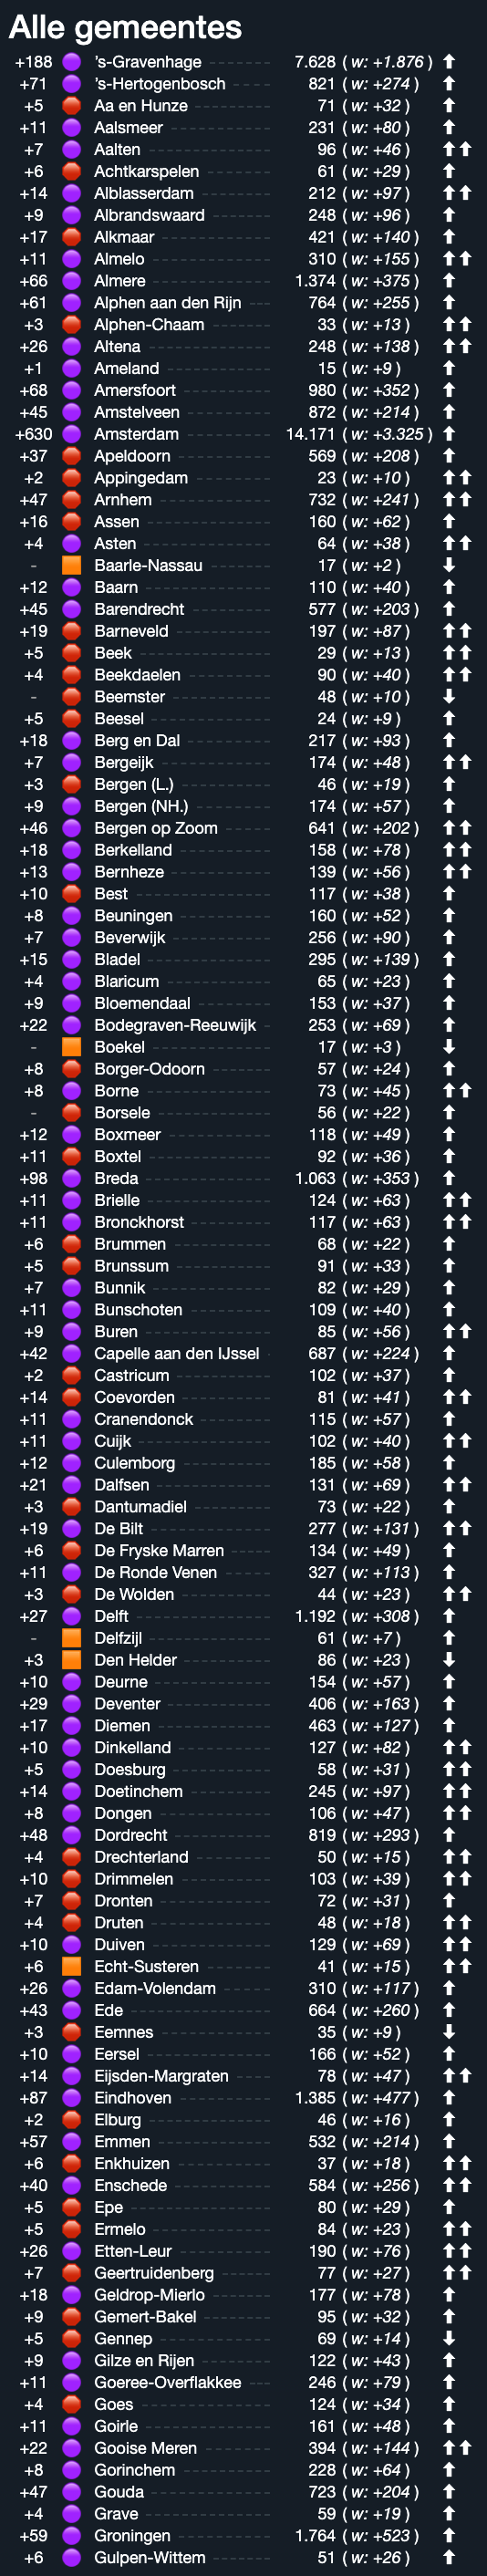 Alle gemeentes
+188 's-Gravenhage 7.628 ( w: +1.876 )
+71 's-Hertogenbosch 821 ( w: +274 )
+5 Aa en Hunze 71 ( w: +32 )
+11 Aalsmeer 231 ( w: +80 )
+7 Aalten 96 ( w: +46 )
+6 Achtkarspelen 61 ( w: +29 )
+14 Alblasserdam 212 ( w: +97 )
+9 Albrandswaard 248 ( w: +96 )
+17 Alkmaar 421 ( w: +140 )
+11 Almelo 310 ( w: +155 )
+66 Almere 1.374 ( w: +375 )
+61 Alphen aan den Rijn 764 ( w: +255 )
+3 Alphen-Chaam 33 ( w: +13 )
+26 Altena 248 ( w: +138 )
+1 Ameland 15 ( w: +9 )
+68 Amersfoort 980 ( w: +352 )
+45 Amstelveen 872 ( w: +214 )
+630 Amsterdam 14.171 ( w: +3.325 )
+37 Apeldoorn 569 ( w: +208 )
+2 Appingedam 23 ( w: +10 )
+47 Arnhem 732 ( w: +241 )
+16 Assen 160 ( w: +62 )
+4 Asten 64 ( w: +38 )
- Baarle-Nassau 17 ( w: +2 )
+12 Baarn 110 ( w: +40 )
+45 Barendrecht 577 ( w: +203 )
+19 Barneveld 197 ( w: +87 )
+5 Beek 29 ( w: +13 )
+4 Beekdaelen 90 ( w: +40 )
- Beemster 48 ( w: +10 )
+5 Beesel 24 ( w: +9 )
+18 Berg en Dal 217 ( w: +93 )
+7 Bergeijk 174 ( w: +48 )
+3 Bergen (L.) 46 ( w: +19 )
+9 Bergen (NH.) 174 ( w: +57 )
+46 Bergen op Zoom 641 ( w: +202 )
+18 Berkelland 158 ( w: +78 )
+13 Bernheze 139 ( w: +56 )
+10 Best 117 ( w: +38 )
+8 Beuningen 160 ( w: +52 )
+7 Beverwijk 256 ( w: +90 )
+15 Bladel 295 ( w: +139 )
+4 Blaricum 65 ( w: +23 )
+9 Bloemendaal 153 ( w: +37 )
+22 Bodegraven-Reeuwijk 253 ( w: +69 )
- Boekel 17 ( w: +3 )
+8 Borger-Odoorn 57 ( w: +24 )
+8 Borne 73 ( w: +45 )
- Borsele 56 ( w: +22 )
+12 Boxmeer 118 ( w: +49 )
+11 Boxtel 92 ( w: +36 )
+98 Breda 1.063 ( w: +353 )
+11 Brielle 124 ( w: +63 )
+11 Bronckhorst 117 ( w: +63 )
+6 Brummen 68 ( w: +22 )
+5 Brunssum 91 ( w: +33 )
+7 Bunnik 82 ( w: +29 )
+11 Bunschoten 109 ( w: +40 )
+9 Buren 85 ( w: +56 )
+42 Capelle aan den IJssel 687 ( w: +224 )
+2 Castricum 102 ( w: +37 )
+14 Coevorden 81 ( w: +41 )
+11 Cranendonck 115 ( w: +57 )
+11 Cuijk 102 ( w: +40 )
+12 Culemborg 185 ( w: +58 )
+21 Dalfsen 131 ( w: +69 )
+3 Dantumadiel 73 ( w: +22 )
+19 De Bilt 277 ( w: +131 )
+6 De Fryske Marren 134 ( w: +49 )
+11 De Ronde Venen 327 ( w: +113 )
+3 De Wolden 44 ( w: +23 )
+27 Delft 1.192 ( w: +308 )
- Delfzijl 61 ( w: +7 )
+3 Den Helder 86 ( w: +23 )
+10 Deurne 154 ( w: +57 )
+29 Deventer 406 ( w: +163 )
+17 Diemen 463 ( w: +127 )
+10 Dinkelland 127 ( w: +82 )
+5 Doesburg 58 ( w: +31 )
+14 Doetinchem 245 ( w: +97 )
+8 Dongen 106 ( w: +47 )
+48 Dordrecht 819 ( w: +293 )
+4 Drechterland 50 ( w: +15 )
+10 Drimmelen 103 ( w: +39 )
+7 Dronten 72 ( w: +31 )
+4 Druten 48 ( w: +18 )
+10 Duiven 129 ( w: +69 )
+6 Echt-Susteren 41 ( w: +15 )
+26 Edam-Volendam 310 ( w: +117 )
+43 Ede 664 ( w: +260 )
+3 Eemnes 35 ( w: +9 )
+10 Eersel 166 ( w: +52 )
+14 Eijsden-Margraten 78 ( w: +47 )
+87 Eindhoven 1.385 ( w: +477 )
+2 Elburg 46 ( w: +16 )
+57 Emmen 532 ( w: +214 )
+6 Enkhuizen 37 ( w: +18 )
+40 Enschede 584 ( w: +256 )
+5 Epe 80 ( w: +29 )
+5 Ermelo 84 ( w: +23 )
+26 Etten-Leur 190 ( w: +76 )
+7 Geertruidenberg 77 ( w: +27 )
+18 Geldrop-Mierlo 177 ( w: +78 )
+9 Gemert-Bakel 95 ( w: +32 )
+5 Gennep 69 ( w: +14 )
+9 Gilze en Rijen 122 ( w: +43 )
+11 Goeree-Overflakkee 246 ( w: +79 )
+4 Goes 124 ( w: +34 )
+11 Goirle 161 ( w: +48 )
+22 Gooise Meren 394 ( w: +144 )
+8 Gorinchem 228 ( w: +64 )
+47 Gouda 723 ( w: +204 )
+4 Grave 59 ( w: +19 )
+59 Groningen 1.764 ( w: +523 )
+6 Gulpen-Wittem 51 ( w: +26 )